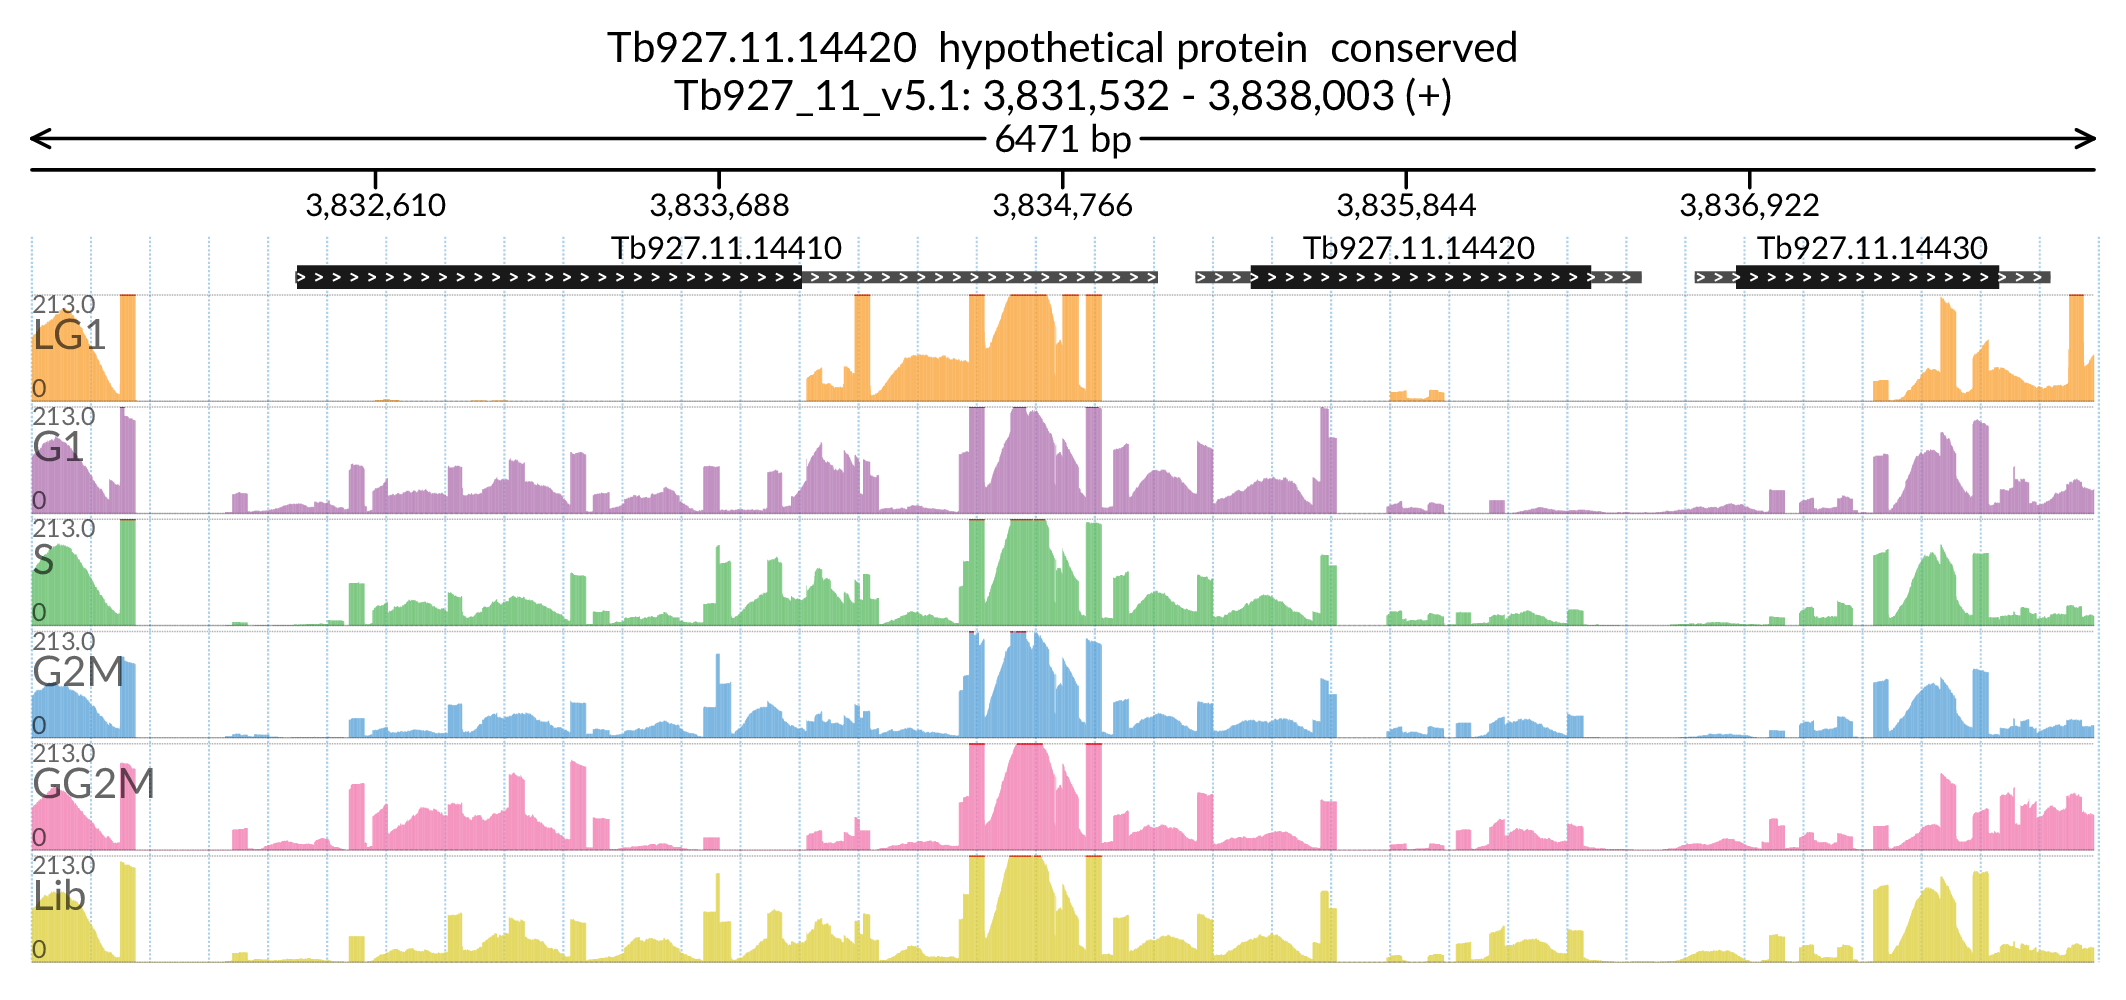 Tb927.11.14420  hypothetical protein  conserved
Tb927_11_v5.1: 3,831,532 - 3,838,003 (+)
6471 bp
3,832,610 3,833,688 3,834,766 3,835,844 3,836,922
Tb927.11.14410 Tb927.11.14420 Tb927.11.14430
213.0
LG1
0
213.0
G1
0
213.0
S
0
213.0
G2M
0
213.0
GG2M
0
213.0
Lib
0